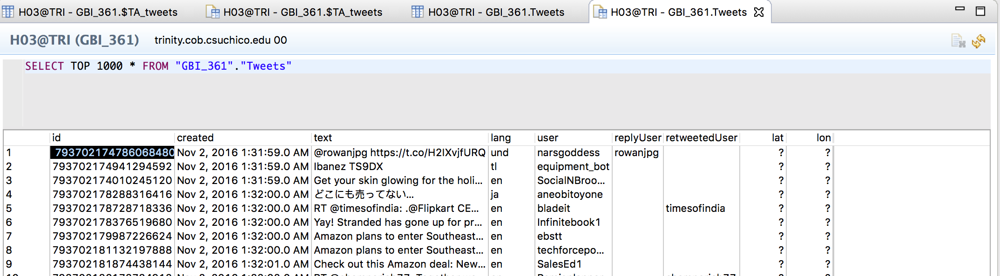 H03@TRI - GBI_361.$TA_tweets H03@TRI - GBI_361.$TA_tweets H03@TRI - GBI_361.Tweets H03@TRI - GBI_361.Tweets
H03@TRI (GBI_361) trinity.cob.csuchico.edu 00
SELECT TOP 1000 * FROM "GBI_361"."Tweets"
id created text lang user replyUser retweetedUser lat lon
1 793702174786068480 Nov 2, 2016 1:31:59.0 AM @rowanjpg https://t.co/H2IXvjfURQ und narsgoddess rowanjpg ? ?
2 793702174941294592 Nov 2, 2016 1:31:59.0 AM Ibanez TS9DX tl equipment_bot ? ?
3 793702174010245120 Nov 2, 2016 1:31:59.0 AM Get your skin glowing for the holi... en SocialNBroo... ? ?
4 793702178288316416 Nov 2, 2016 1:32:00.0 AM どこにも売ってない... ja aneobitoyone ? ?
5 793702178728718336 Nov 2, 2016 1:32:00.0 AM RT @timesofindia: .@Flipkart CE... en bladeit timesofindia ? ?
6 793702178376519680 Nov 2, 2016 1:32:00.0 AM Yay! Stranded has gone up for pr... en Infinitebook1 ? ?
7 793702179987226624 Nov 2, 2016 1:32:00.0 AM Amazon plans to enter Southeast... en ebstt ? ?
8 793702181132197888 Nov 2, 2016 1:32:00.0 AM Amazon plans to enter Southeast... en techforcepo... ? ?
9 793702181874438144 Nov 2, 2016 1:32:01.0 AM Check out this Amazon deal: New... en SalesEd1 ? ?